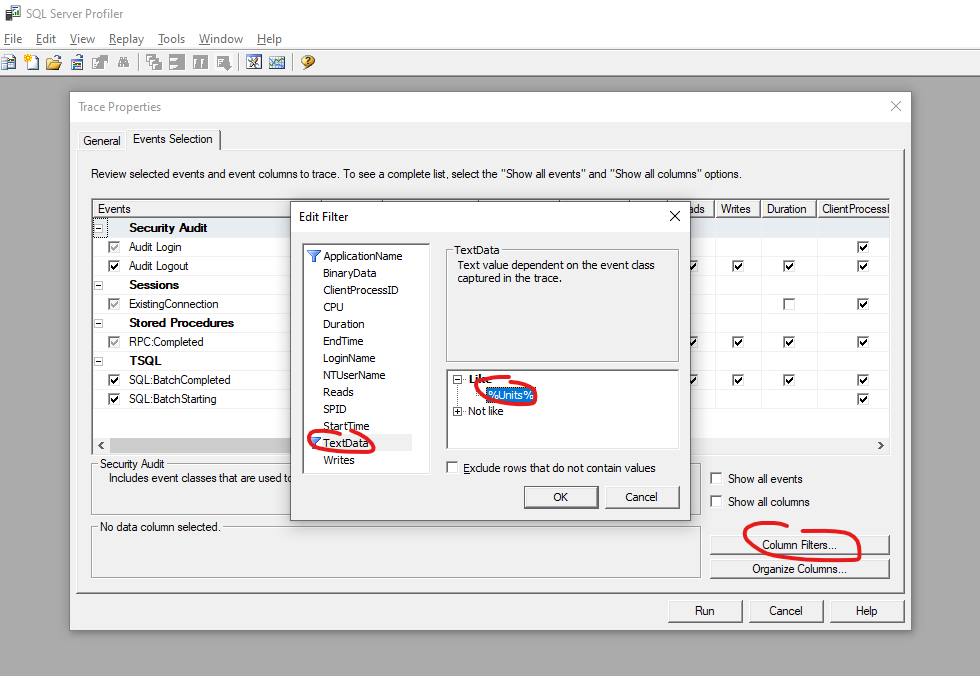 SQL Server Profiler
File Edit View Replay Tools Window Help
Trace Properties
General Events Selection
Review selected events and event columns to trace. To see a complete list, select the "Show all events" and "Show all columns" options.
Events Writes Duration ClientProcessI
Security Audit
Audit Login
Audit Logout
Sessions
ExistingConnection
Stored Procedures
RPC:Completed
TSQL
SQL:BatchCompleted
SQL:BatchStarting
Security Audit
Includes event classes that are used to
No data column selected.
Edit Filter
ApplicationName
BinaryData
ClientProcessID
CPU
Duration
EndTime
LoginName
NTUserName
Reads
SPID
StartTime
TextData
Writes
TextData
Text value dependent on the event class
captured in the trace.
Like
%Units%
Not like
Exclude rows that do not contain values
OK Cancel
Show all events
Show all columns
Column Filters...
Organize Columns...
Run Cancel Help